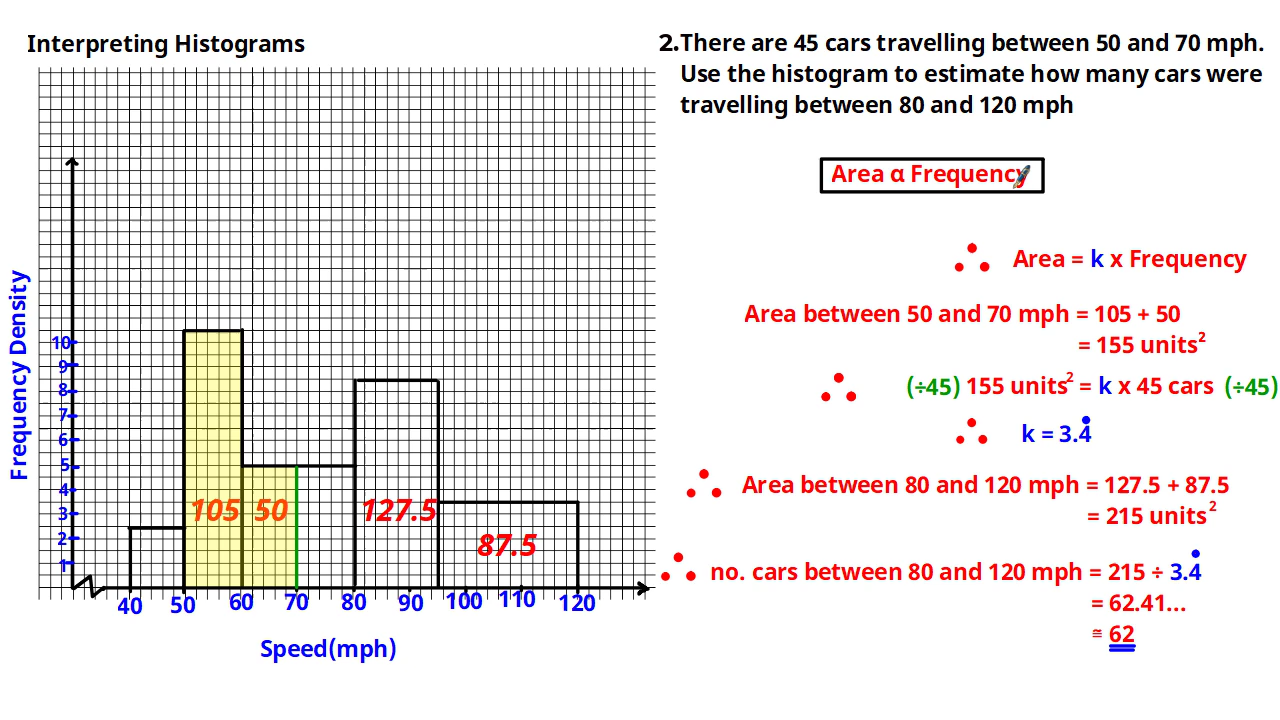 Interpreting Histograms
2.There are 45 cars travelling between 50 and 70 mph.
Use the histogram to estimate how many cars were
travelling between 80 and 120 mph
Area α Frequency
∴ Area = k x Frequency
Area between 50 and 70 mph = 105 + 50
= 155 units²
∴ (÷45) 155 units² = k x 45 cars (÷45)
∴ k = 3.4̇
∴ Area between 80 and 120 mph = 127.5 + 87.5
= 215 units²
∴ no. cars between 80 and 120 mph = 215 ÷ 3.4̇
= 62.41...
≅ 62
Frequency Density
10
9
8
7
6
5
4
3
2
1
105 50 127.5
87.5
40 50 60 70 80 90 100 110 120
Speed(mph)